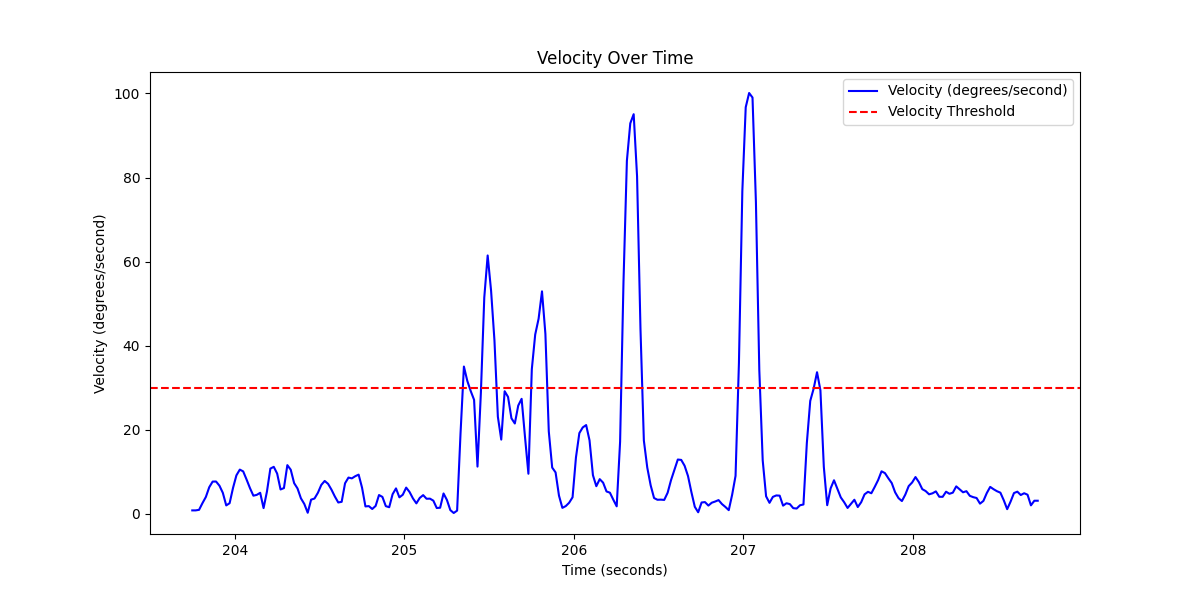 Velocity Over Time
Velocity (degrees/second)
Velocity Threshold
100
80
60
40
20
0
Velocity (degrees/second)
204
205
206
207
208
Time (seconds)